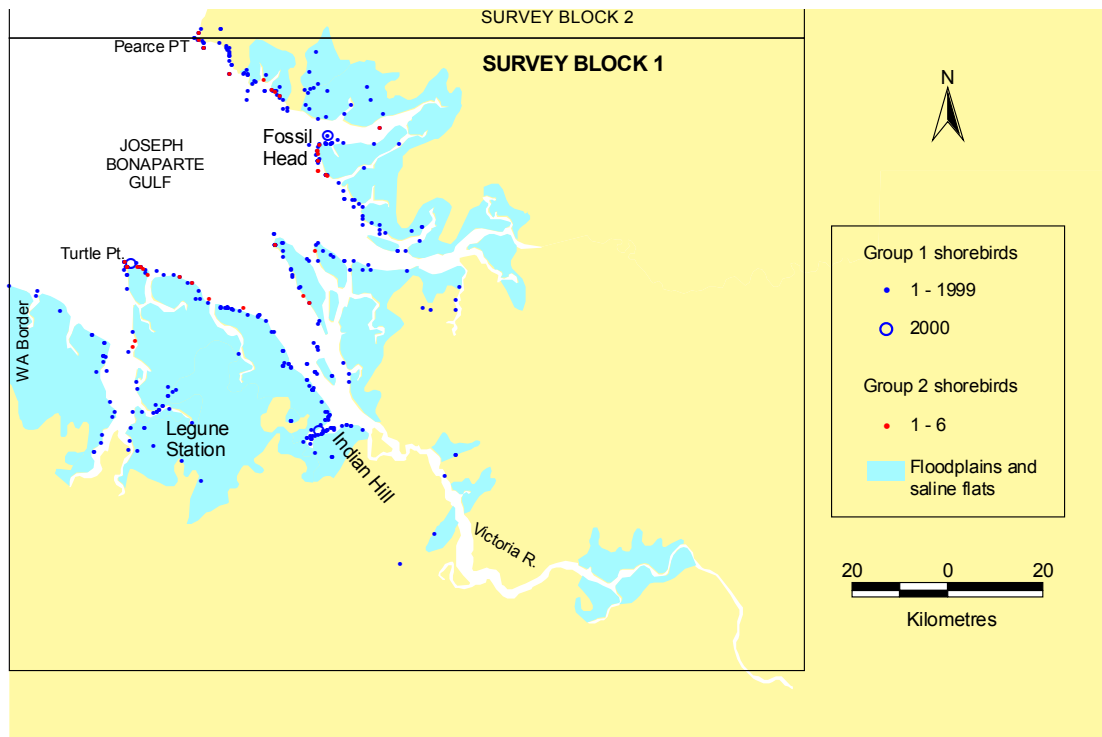 SURVEY BLOCK 2
Pearce PT
SURVEY BLOCK 1
N
Fossil
Head
JOSEPH
BONAPARTE
GULF
Turtle Pt.
WA Border
Legune
Station
Indian Hill
Victoria R.
Group 1 shorebirds
1 - 1999
2000
Group 2 shorebirds
1 - 6
Floodplains and
saline flats
20 0 20
Kilometres